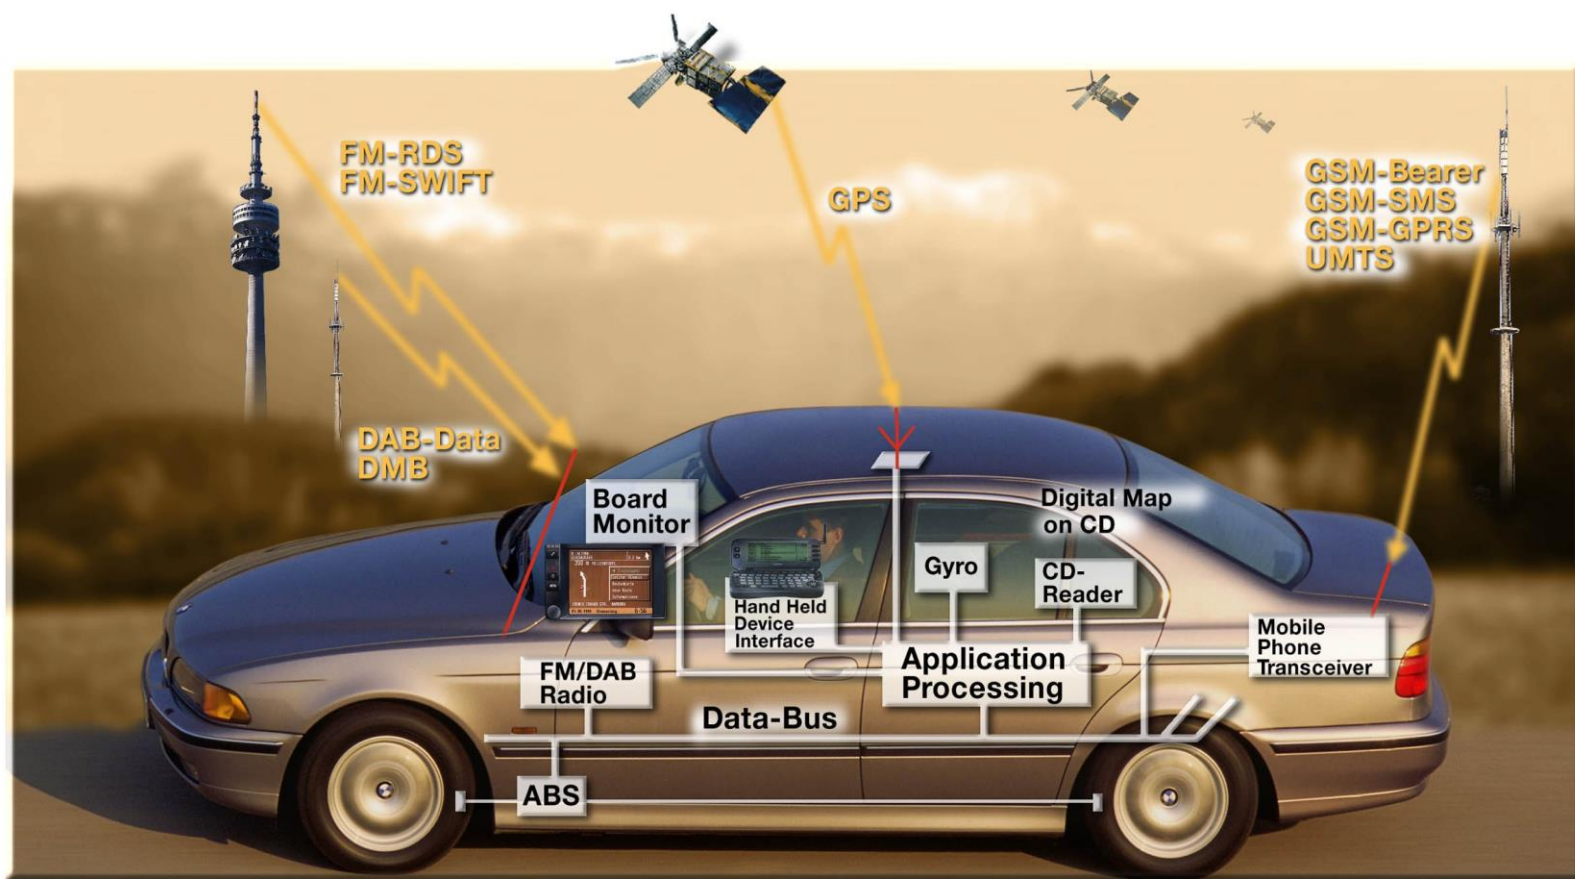 FM-RDS
FM-SWIFT
GPS
GSM-Bearer
GSM-SMS
GSM-GPRS
UMTS
DAB-Data
DMB
Board
Monitor
Digital Map
on CD
Gyro
CD-
Reader
Hand Held
Device
Interface
Mobile
Phone
Transceiver
Application
Processing
FM/DAB
Radio
Data-Bus
ABS